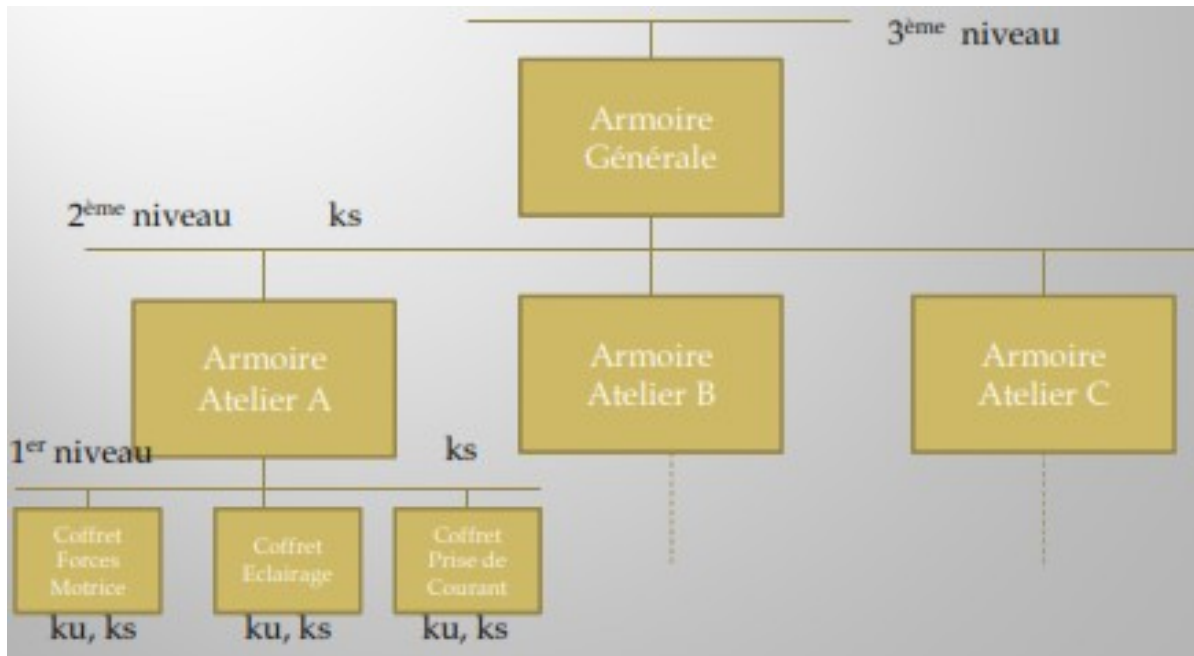 3ème niveau
Armoire
Générale
2ème niveau ks
Armoire
Atelier A
Armoire
Atelier B
Armoire
Atelier C
1er niveau ks
Coffret
Forces
Motrice
Coffret
Eclairage
Coffret
Prise de
Courant
ku, ks
ku, ks
ku, ks